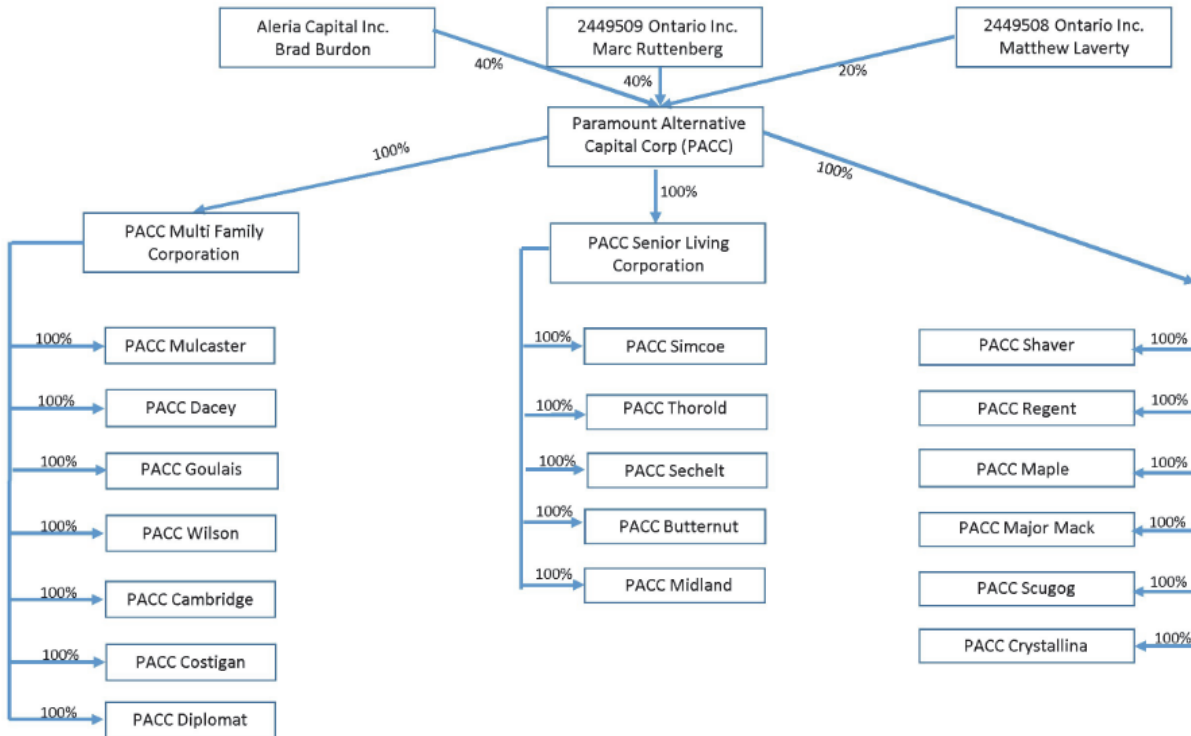 Aleria Capital Inc.
Brad Burdon
2449509 Ontario Inc.
Marc Ruttenberg
2449508 Ontario Inc.
Matthew Laverty
40%
40%
20%
Paramount Alternative
Capital Corp (PACC)
100%
100%
100%
PACC Multi Family
Corporation
PACC Senior Living
Corporation
100%
PACC Mulcaster
100%
PACC Dacey
100%
PACC Goulais
100%
PACC Wilson
100%
PACC Cambridge
100%
PACC Costigan
100%
PACC Diplomat
100%
PACC Simcoe
100%
PACC Thorold
100%
PACC Sechelt
100%
PACC Butternut
100%
PACC Midland
PACC Shaver
100%
PACC Regent
100%
PACC Maple
100%
PACC Major Mack
100%
PACC Scugog
100%
PACC Crystallina
100%